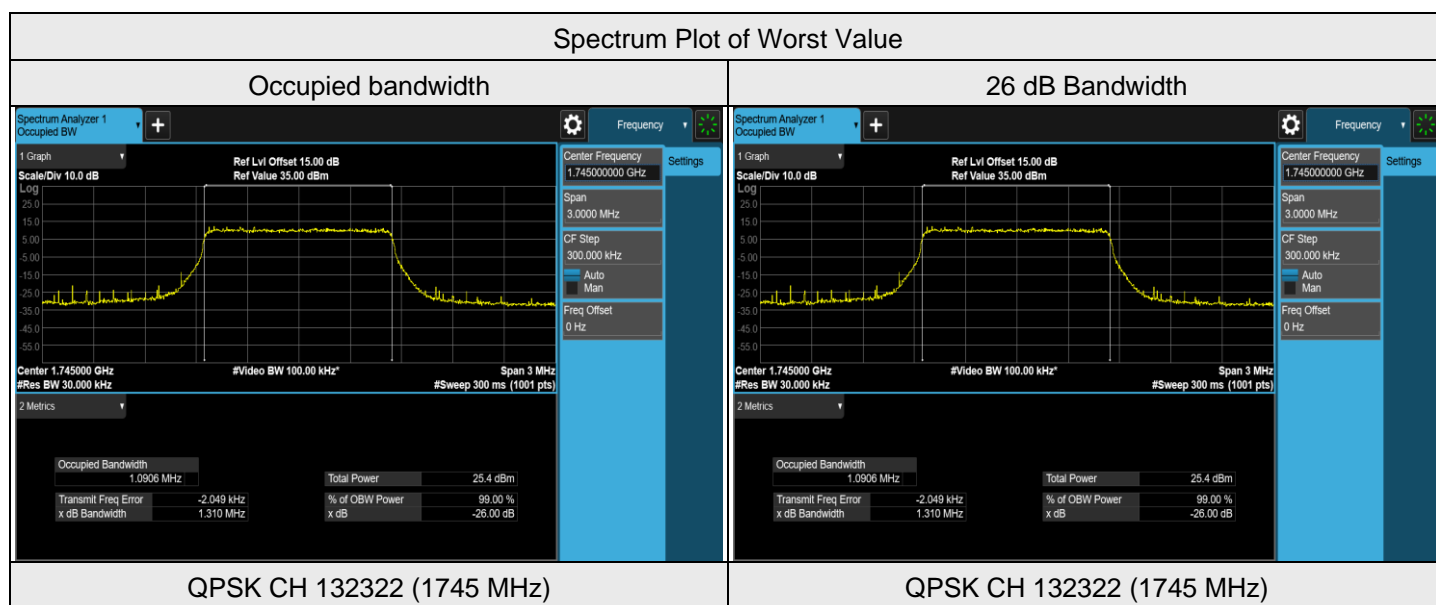 Spectrum Plot of Worst Value
Occupied bandwidth
26 dB Bandwidth
Spectrum Analyzer 1
Occupied BW
+
Frequency
1 Graph
Scale/Div 10.0 dB
Ref Lvl Offset 15.00 dB
Ref Value 35.00 dBm
Log
25.0
15.0
5.00
-5.00
-15.0
-25.0
-35.0
-45.0
-55.0
Center 1.745000 GHz
#Video BW 100.00 kHz*
Span 3 MHz
#Res BW 30.000 kHz
#Sweep 300 ms (1001 pts)
Center Frequency
1.745000000 GHz
Settings
Span
3.0000 MHz
CF Step
300.000 kHz
Auto
Man
Freq Offset
0 Hz
2 Metrics
Occupied Bandwidth
1.0906 MHz
Total Power 25.4 dBm
Transmit Freq Error -2.049 kHz
% of OBW Power 99.00 %
x dB Bandwidth 1.310 MHz
x dB -26.00 dB
Spectrum Analyzer 1
Occupied BW
+
Frequency
1 Graph
Scale/Div 10.0 dB
Ref Lvl Offset 15.00 dB
Ref Value 35.00 dBm
Log
25.0
15.0
5.00
-5.00
-15.0
-25.0
-35.0
-45.0
-55.0
Center 1.745000 GHz
#Video BW 100.00 kHz*
Span 3 MHz
#Res BW 30.000 kHz
#Sweep 300 ms (1001 pts)
Center Frequency
1.745000000 GHz
Settings
Span
3.0000 MHz
CF Step
300.000 kHz
Auto
Man
Freq Offset
0 Hz
2 Metrics
Occupied Bandwidth
1.0906 MHz
Total Power 25.4 dBm
Transmit Freq Error -2.049 kHz
% of OBW Power 99.00 %
x dB Bandwidth 1.310 MHz
x dB -26.00 dB
QPSK CH 132322 (1745 MHz)
QPSK CH 132322 (1745 MHz)